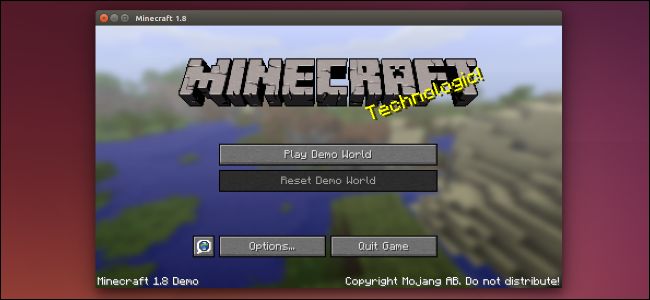 Minecraft 1.8
MINECRAFT
Technologic!
Play Demo World
Reset Demo World
Options...
Quit Game
Minecraft 1.8 Demo
Copyright Mojang AB. Do not distribute!